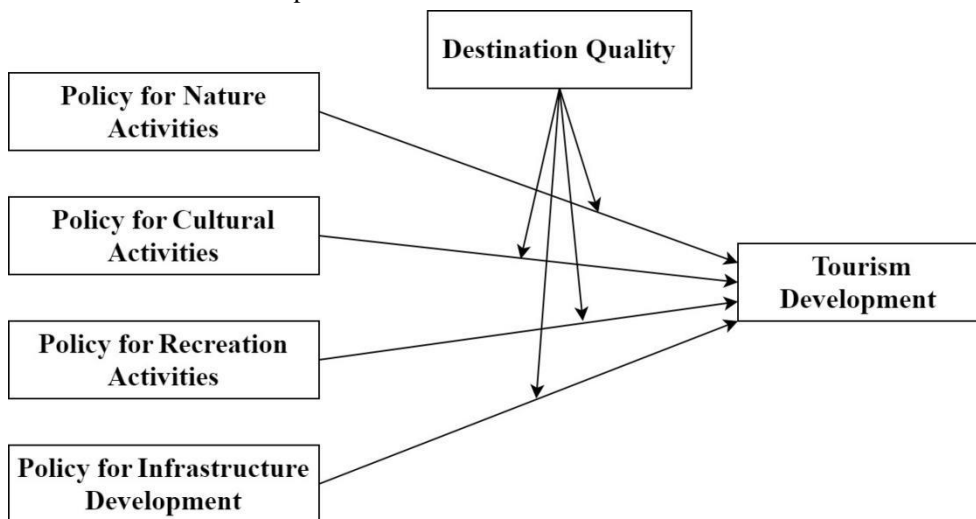 Destination Quality
Policy for Nature
Activities
Policy for Cultural
Activities
Policy for Recreation
Activities
Policy for Infrastructure
Development
Tourism
Development